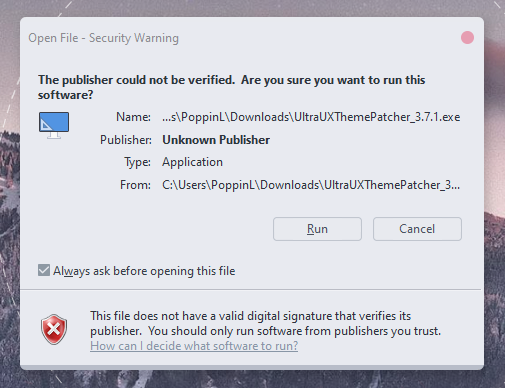 Open File - Security Warning
The publisher could not be verified. Are you sure you want to run this
software?
Name: ...s\PoppinL\Downloads\UltraUXThemePatcher_3.7.1.exe
Publisher: Unknown Publisher
Type: Application
From: C:\Users\PoppinL\Downloads\UltraUXThemePatcher_3...
Run Cancel
Always ask before opening this file
This file does not have a valid digital signature that verifies its
publisher. You should only run software from publishers you trust.
How can I decide what software to run?